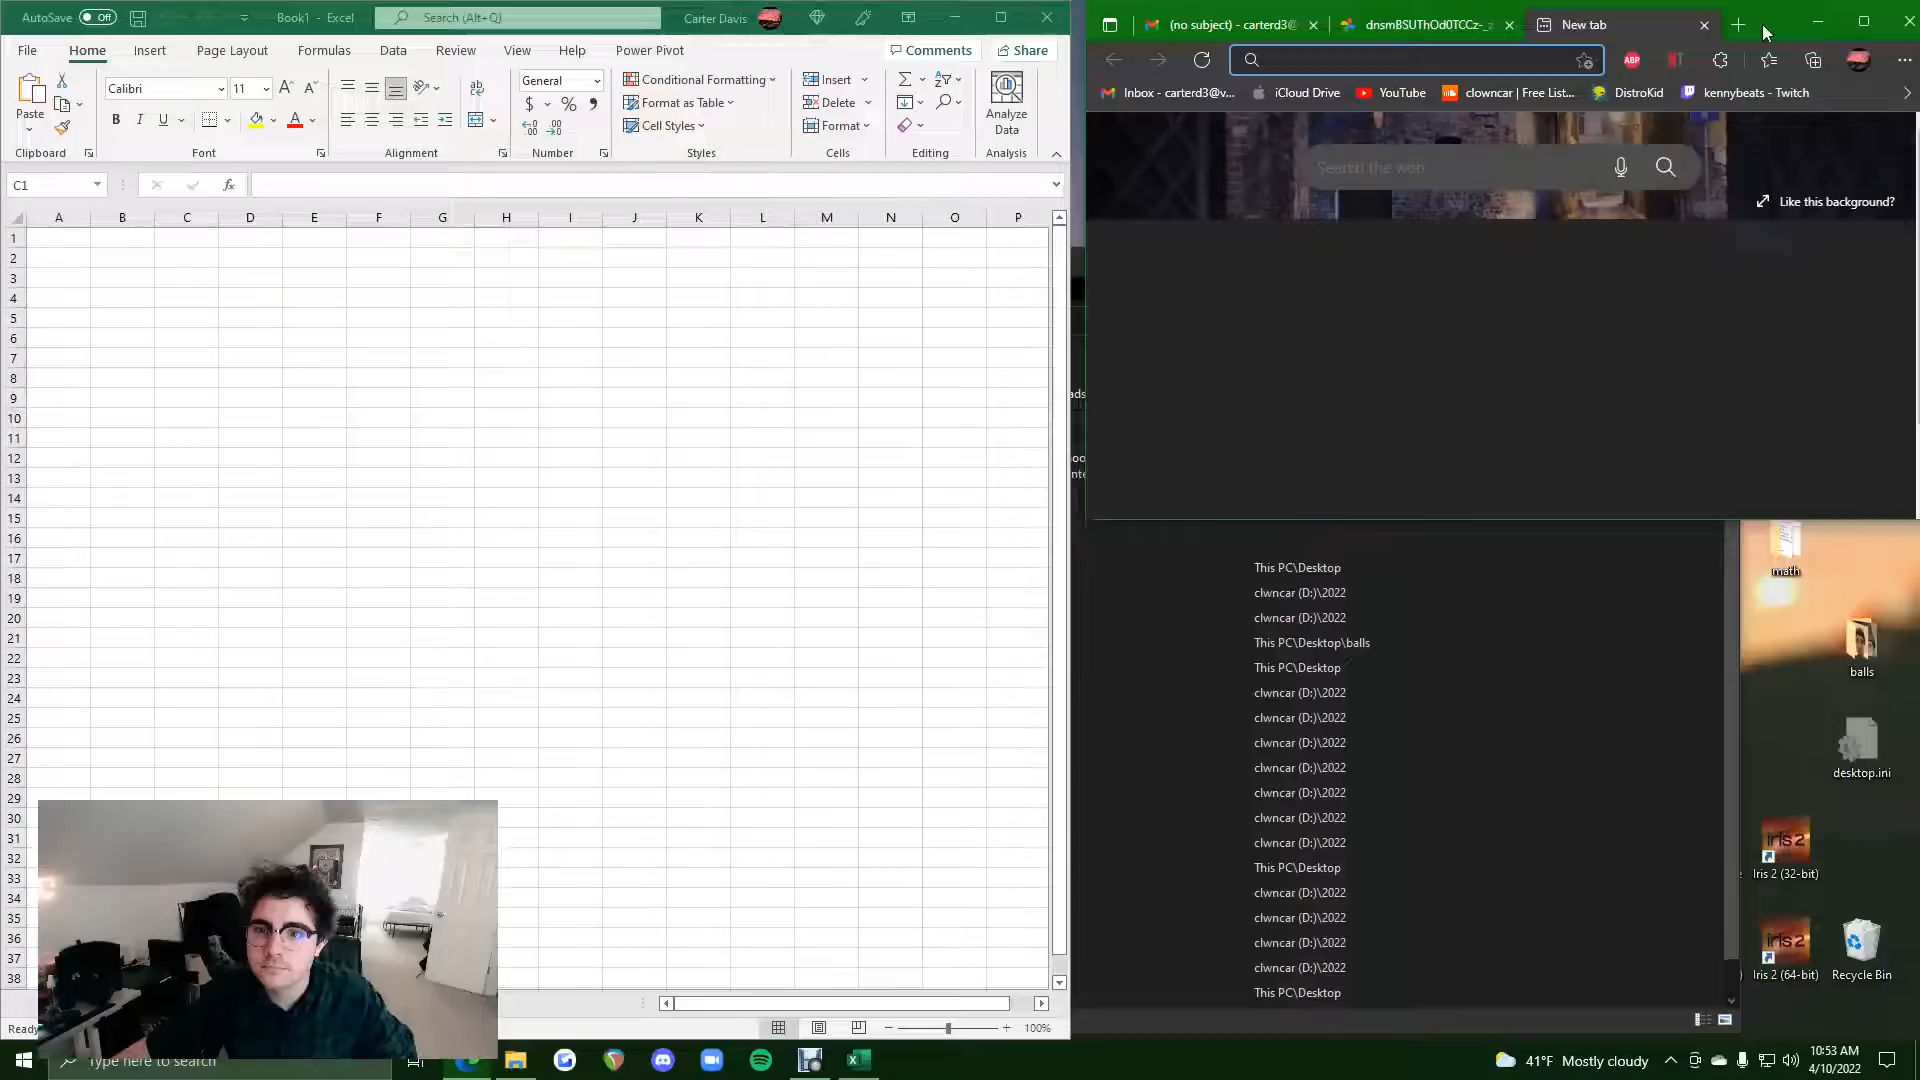 AutoSave Off Book1 - Excel Search (Alt+Q) Carter Davis
File Home Insert Page Layout Formulas Data Review View Help Power Pivot Comments Share
Paste Calibri 11 General Conditional Formatting Insert Analyze Data
B I U $ % Format as Table Delete
Cell Styles Format
Clipboard Font Alignment Number Styles Cells Editing Analysis
C1 fx
A B C D E F G H I J K L M N O P
1
2
3
4
5
6
7
8
9
10
11
12
13
14
15
16
17
18
19
20
21
22
23
24
25
26
27
28
29
30
31
32
33
34
35
36
37
38
Ready 100%
(no subject) - carterd3@ dnsmBSUThOd0TCCz-_z New tab
ABP
Inbox - carterd3@v... iCloud Drive YouTube clowncar | Free List... DistroKid kennybeats - Twitch
Search the web
Like this background?
This PC\Desktop
clwncar (D:)\2022
clwncar (D:)\2022
This PC\Desktop\balls
This PC\Desktop
clwncar (D:)\2022
clwncar (D:)\2022
clwncar (D:)\2022
clwncar (D:)\2022
clwncar (D:)\2022
clwncar (D:)\2022
clwncar (D:)\2022
This PC\Desktop
clwncar (D:)\2022
clwncar (D:)\2022
clwncar (D:)\2022
clwncar (D:)\2022
This PC\Desktop
math
balls
desktop.ini
Iris 2 (32-bit)
Iris 2 (64-bit) Recycle Bin
Type here to search
41°F Mostly cloudy 10:53 AM
4/10/2022